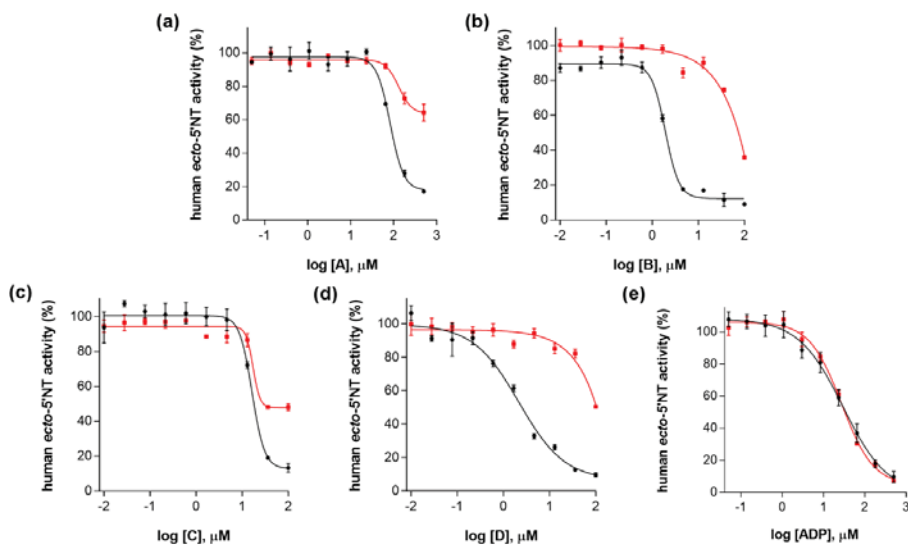 (a)
human ecto-5'NT activity (%)
120
100
80
60
40
20
0
-1 0 1 2 3
log [A], μM
(b)
human ecto-5'NT activity (%)
120
100
80
60
40
20
0
-2 -1 0 1 2
log [B], μM
(c)
human ecto-5'NT activity (%)
100
80
60
40
20
0
-2 -1 0 1 2
log [C], μM
(d)
human ecto-5'NT activity (%)
100
80
60
40
20
0
-2 -1 0 1 2
log [D], μM
(e)
human ecto-5'NT activity (%)
120
100
80
60
40
20
0
-1 0 1 2 3
log [ADP], μM